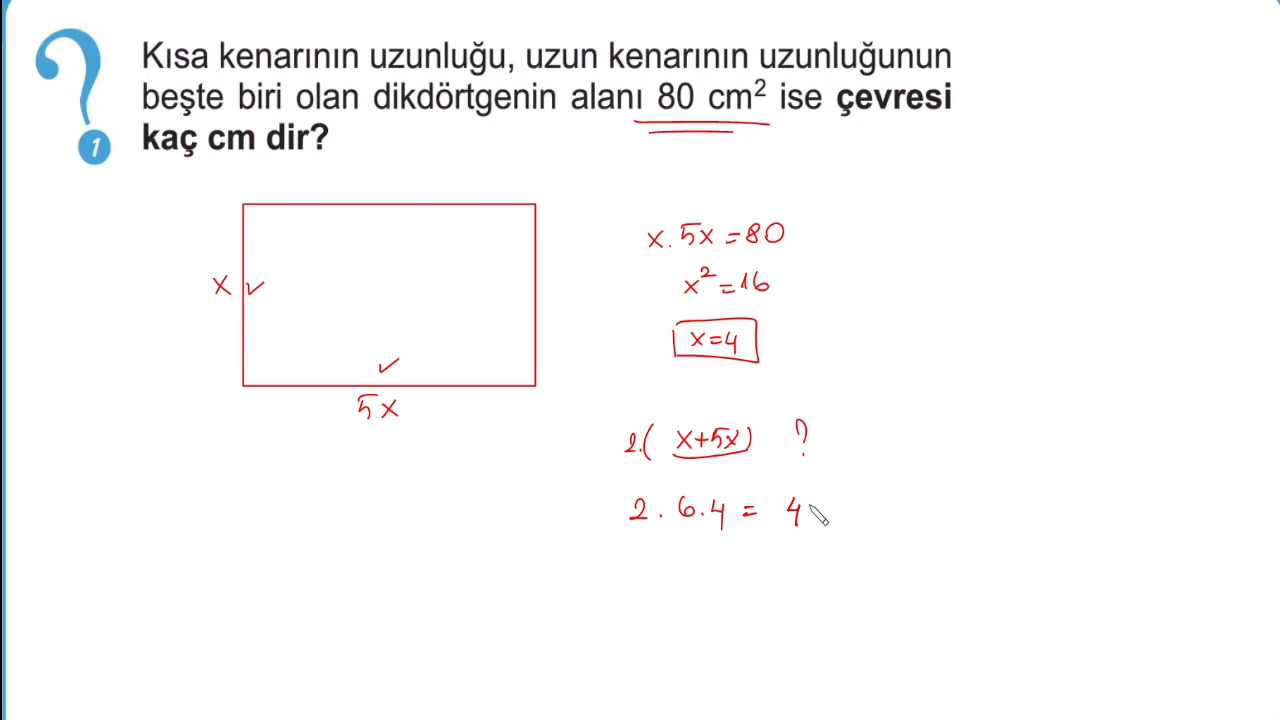 Kısa kenarının uzunluğu, uzun kenarının uzunluğunun
beşte biri olan dikdörtgenin alanı 80 cm² ise çevresi
kaç cm dir?
1
x
5x
x.5x=80
x²=16
x=4
2.(x+5x) ?
2.6.4= 4